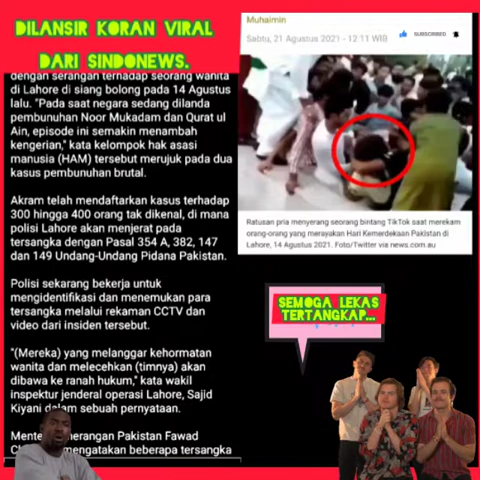 DILANSIR KORAN VIRAL
DARI SINDONEWS.
Muhaimin
Sabtu, 21 Agustus 2021 - 12:11 WIB
SUBSCRIBED
dengan serangan terhadap seorang wanita
di Lahore di siang bolong pada 14 Agustus
lalu. "Pada saat negara sedang dilanda
pembunuhan Noor Mukadam dan Qurat ul
Ain, episode ini semakin menambah
kengerian," kata kelompok hak asasi
manusia (HAM) tersebut merujuk pada dua
kasus pembunuhan brutal.
Akram telah mendaftarkan kasus terhadap
300 hingga 400 orang tak dikenal, di mana
polisi Lahore akan menjerat para
tersangka dengan Pasal 354 A, 382, 147
dan 149 Undang-Undang Pidana Pakistan.
Polisi sekarang bekerja untuk
mengidentifikasi dan menemukan para
tersangka melalui rekaman CCTV dan
video dari insiden tersebut.
"(Mereka) yang melanggar kehormatan
wanita dan melecehkan (timnya) akan
dibawa ke ranah hukum," kata wakil
inspektur jenderal operasi Lahore, Sajid
Kiyani dalam sebuah pernyataan.
Mente erangan Pakistan Fawad
mengatakan beberapa tersangka
Ratusan pria menyerang seorang bintang TikTok saat merekam
orang-orang yang merayakan Hari Kemerdekaan Pakistan di
Lahore, 14 Agustus 2021. Foto/Twitter via news.com.au
SEMOGA LEKAS
TERTANGKAP...